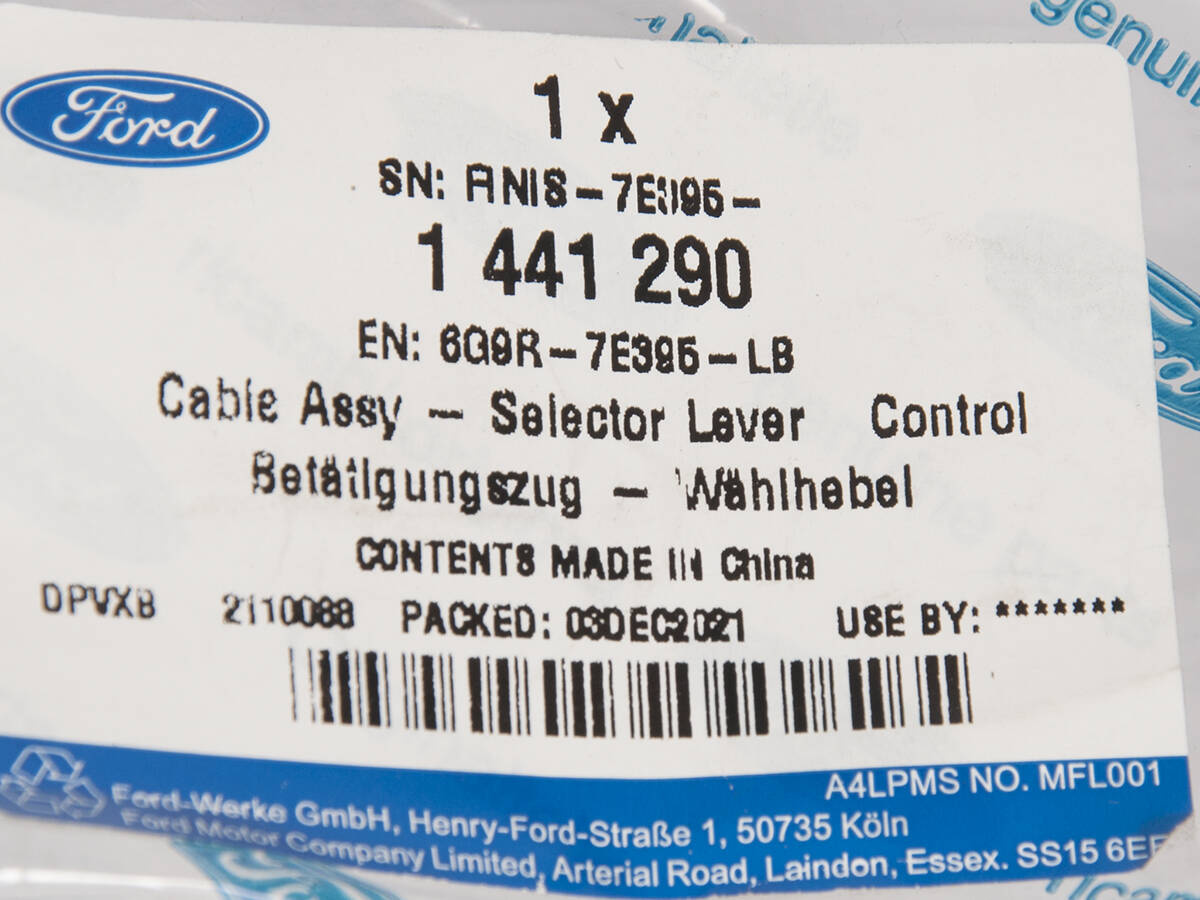 genuin
Ford
1 x
SN: ANIS-7E395-
1 441 290
EN: 6G9R-7E395-LB
Cable Assy - Selector Lever Control
Betätigungszug - Wählhebel
CONTENTS MADE IN China
DPVXB 2110088 PACKED: 03DEC2021 USE BY: *******
A4LPMS NO. MFL001
Ford-Werke GmbH, Henry-Ford-Straße 1, 50735 Köln
Ford Motor Company Limited, Arterial Road, Laindon, Essex. SS15 6EE